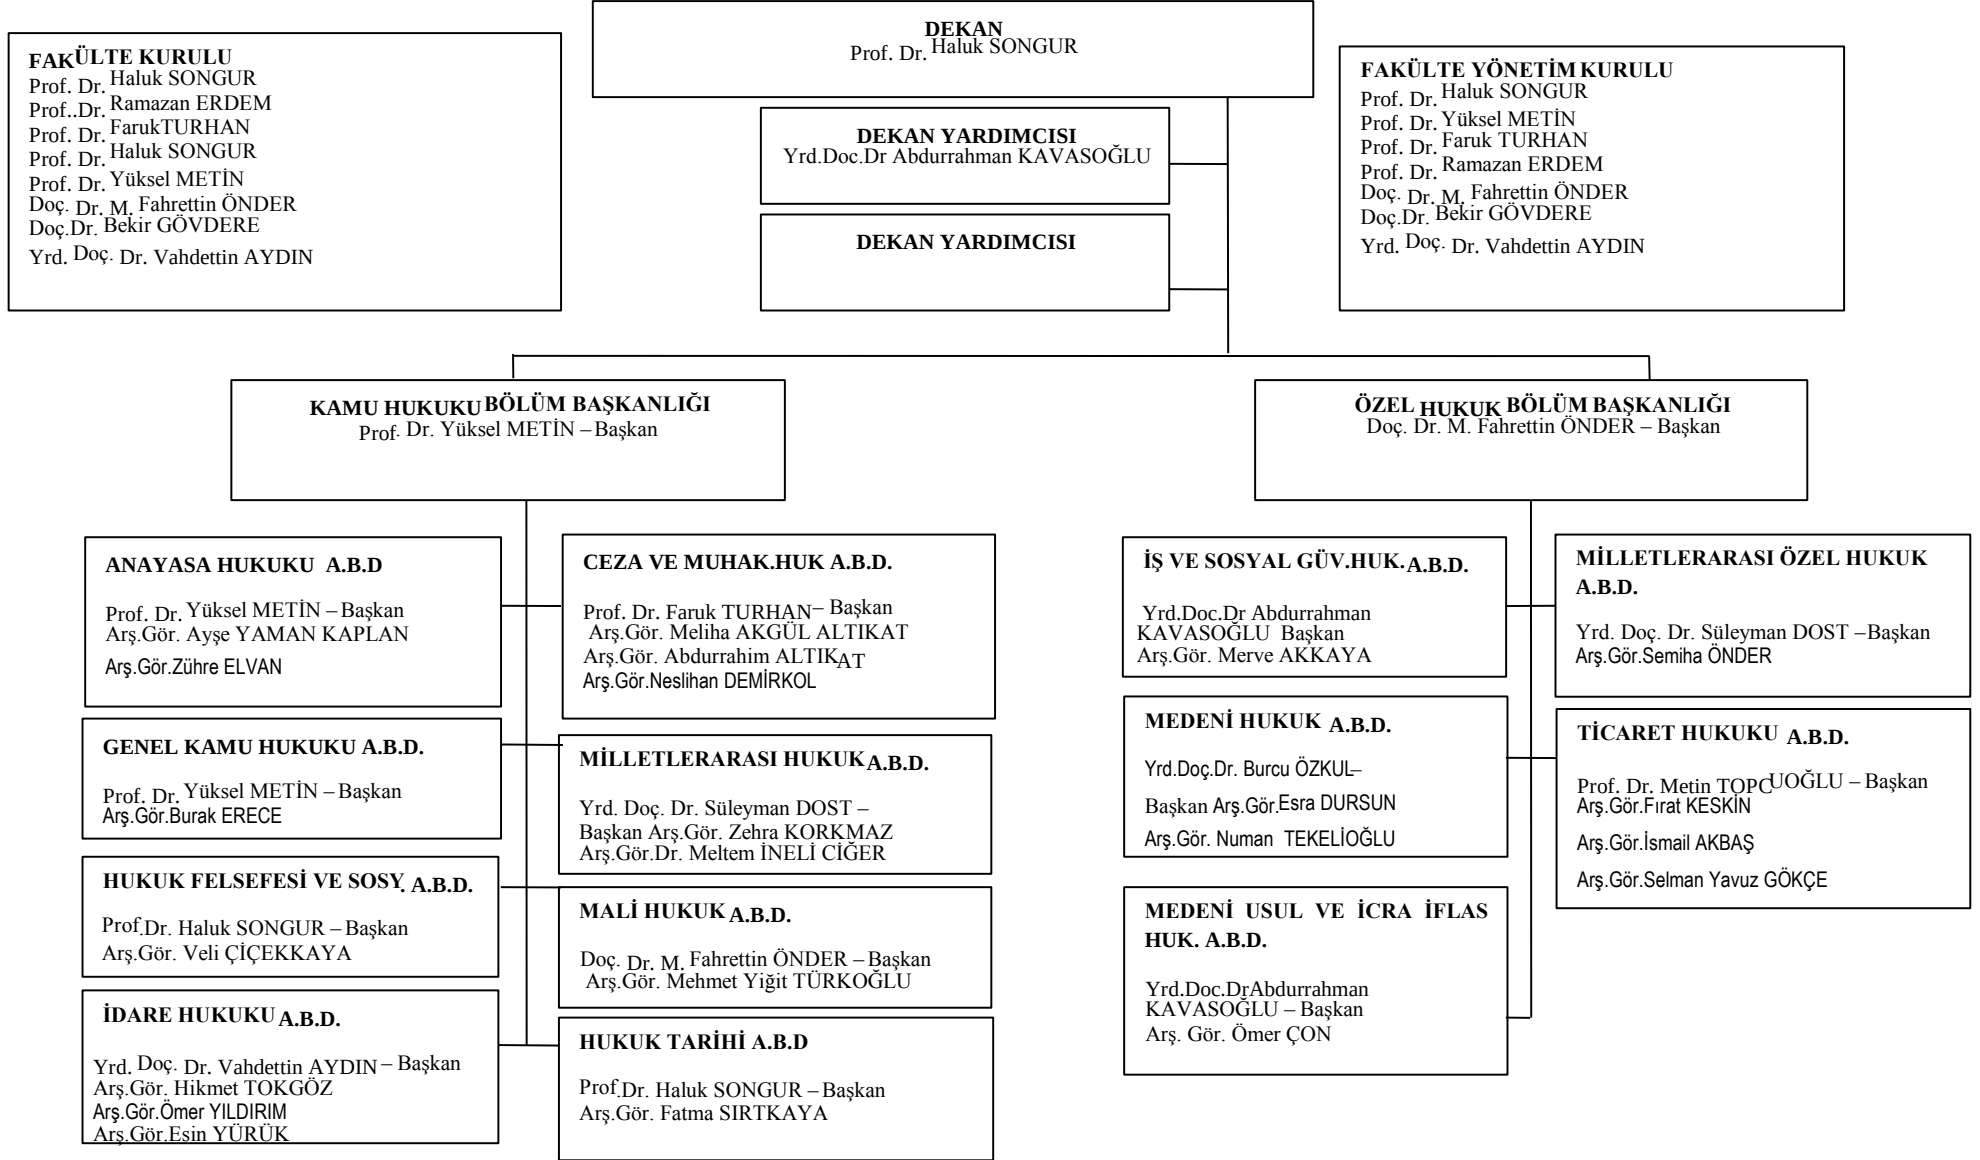 DEKAN
Prof. Dr. Haluk SONGUR
FAKÜLTE KURULU
Prof. Dr. Haluk SONGUR
Prof..Dr. Ramazan ERDEM
Prof. Dr. FarukTURHAN
Prof. Dr. Haluk SONGUR
Prof. Dr. Yüksel METİN
Doç. Dr. M. Fahrettin ÖNDER
Doç.Dr. Bekir GÖVDERE
Yrd. Doç. Dr. Vahdettin AYDIN
DEKAN YARDIMCISI
Yrd.Doc.Dr Abdurrahman KAVASOĞLU
DEKAN YARDIMCISI
FAKÜLTE YÖNETİM KURULU
Prof. Dr. Haluk SONGUR
Prof. Dr. Yüksel METİN
Prof. Dr. Faruk TURHAN
Prof. Dr. Ramazan ERDEM
Doç. Dr. M. Fahrettin ÖNDER
Doç.Dr. Bekir GÖVDERE
Yrd. Doç. Dr. Vahdettin AYDIN
KAMU HUKUKU BÖLÜM BAŞKANLIĞI
Prof. Dr. Yüksel METİN – Başkan
ÖZEL HUKUK BÖLÜM BAŞKANLIĞI
Doç. Dr. M. Fahrettin ÖNDER – Başkan
ANAYASA HUKUKU A.B.D
Prof. Dr. Yüksel METİN – Başkan
Arş.Gör. Ayşe YAMAN KAPLAN
Arş.Gör.Zühre ELVAN
CEZA VE MUHAK.HUK A.B.D.
Prof. Dr. Faruk TURHAN – Başkan
Arş.Gör. Meliha AKGÜL ALTIKAT
Arş.Gör. Abdurrahim ALTIKAT
Arş.Gör.Neslihan DEMİRKOL
GENEL KAMU HUKUKU A.B.D.
Prof. Dr. Yüksel METİN – Başkan
Arş.Gör.Burak ERECE
MİLLETLERARASI HUKUK A.B.D.
Yrd. Doç. Dr. Süleyman DOST –
Başkan Arş.Gör. Zehra KORKMAZ
Arş.Gör.Dr. Meltem İNELİ CİĞER
HUKUK FELSEFESİ VE SOSY. A.B.D.
Prof.Dr. Haluk SONGUR – Başkan
Arş.Gör. Veli ÇİÇEKKAYA
MALİ HUKUK A.B.D.
Doç. Dr. M. Fahrettin ÖNDER – Başkan
Arş.Gör. Mehmet Yiğit TÜRKOĞLU
İDARE HUKUKU A.B.D.
Yrd. Doç. Dr. Vahdettin AYDIN – Başkan
Arş.Gör. Hikmet TOKGÖZ
Arş.Gör.Ömer YILDIRIM
Arş.Gör.Esin YÜRÜK
HUKUK TARİHİ A.B.D
Prof.Dr. Haluk SONGUR – Başkan
Arş.Gör. Fatma SIRTKAYA
İŞ VE SOSYAL GÜV.HUK. A.B.D.
Yrd.Doc.Dr Abdurrahman
KAVASOĞLU Başkan
Arş.Gör. Merve AKKAYA
MİLLETLERARASI ÖZEL HUKUK
A.B.D.
Yrd. Doç. Dr. Süleyman DOST –Başkan
Arş.Gör.Semiha ÖNDER
MEDENİ HUKUK A.B.D.
Yrd.Doç.Dr. Burcu ÖZKUL–
Başkan Arş.Gör.Esra DURSUN
Arş.Gör. Numan TEKELİOĞLU
TİCARET HUKUKU A.B.D.
Prof. Dr. Metin TOPCUOĞLU – Başkan
Arş.Gör.Fırat KESKİN
Arş.Gör.İsmail AKBAŞ
Arş.Gör.Selman Yavuz GÖKÇE
MEDENİ USUL VE İCRA İFLAS
HUK. A.B.D.
Yrd.Doc.DrAbdurrahman
KAVASOĞLU – Başkan
Arş. Gör. Ömer ÇON